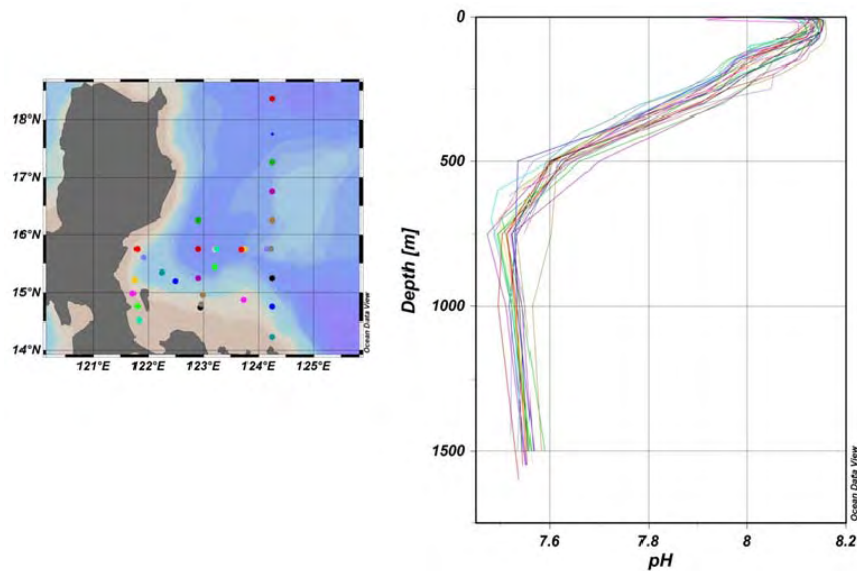 18°N
17°N
16°N
15°N
14°N
121°E 122°E 123°E 124°E 125°E
Ocean Data View
0
500
1000
1500
Depth [m]
7.6 7.8 8 8.2
pH
Ocean Data View